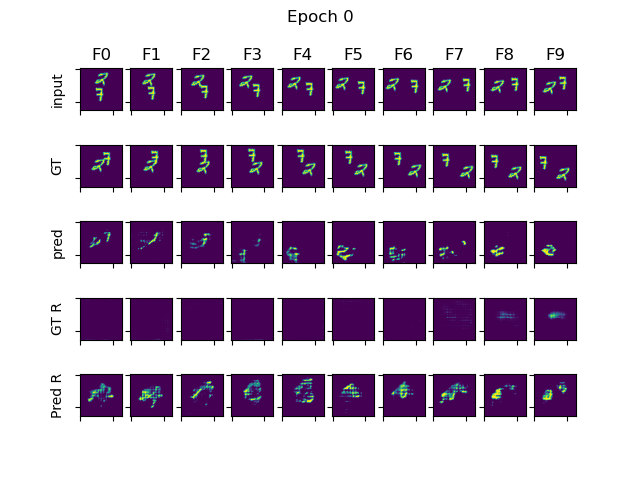 Epoch 0
F0 F1 F2 F3 F4 F5 F6 F7 F8 F9
input
GT
pred
GT R
Pred R